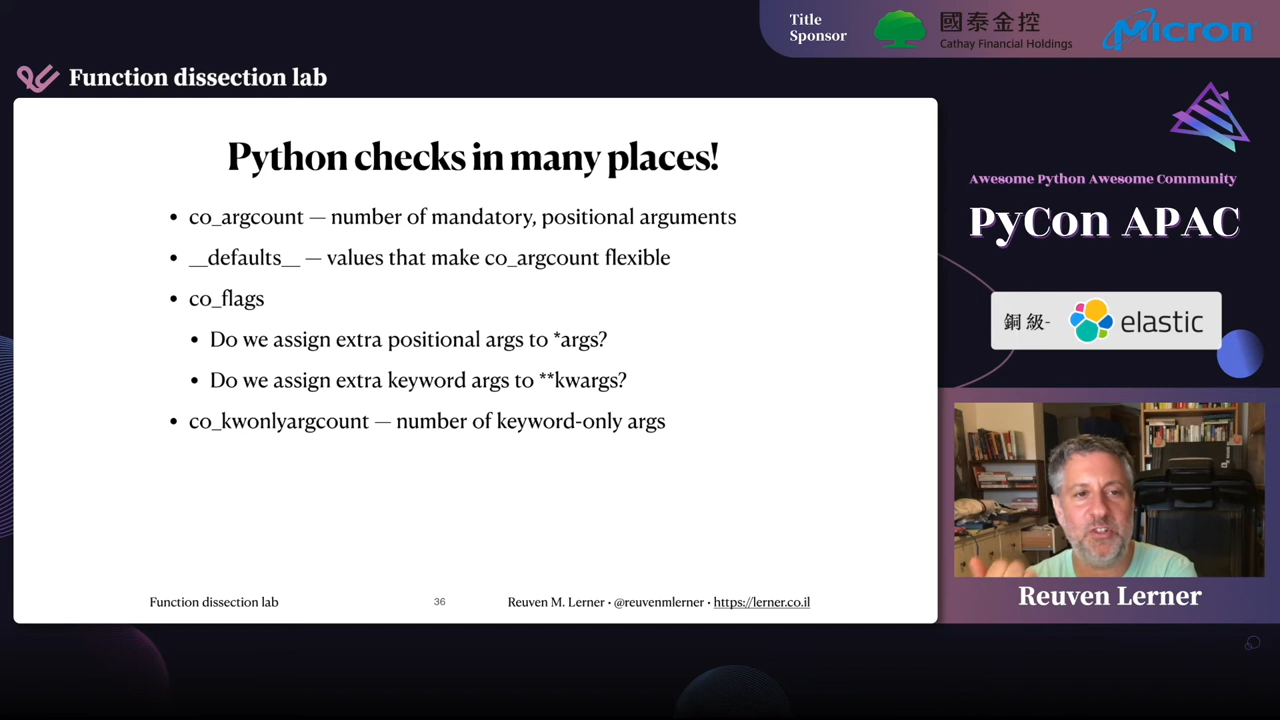 Title
Sponsor
國泰金控
Cathay Financial Holdings
Micron
Function dissection lab
Python checks in many places!
• co_argcount — number of mandatory, positional arguments
• __defaults__ — values that make co_argcount flexible
• co_flags
• Do we assign extra positional args to *args?
• Do we assign extra keyword args to **kwargs?
• co_kwonlyargcount — number of keyword-only args
Function dissection lab
36
Reuven M. Lerner • @reuvenmlerner • https://lerner.co.il
Awesome Python Awesome Community
PyCon APAC
銅級-
elastic
Reuven Lerner